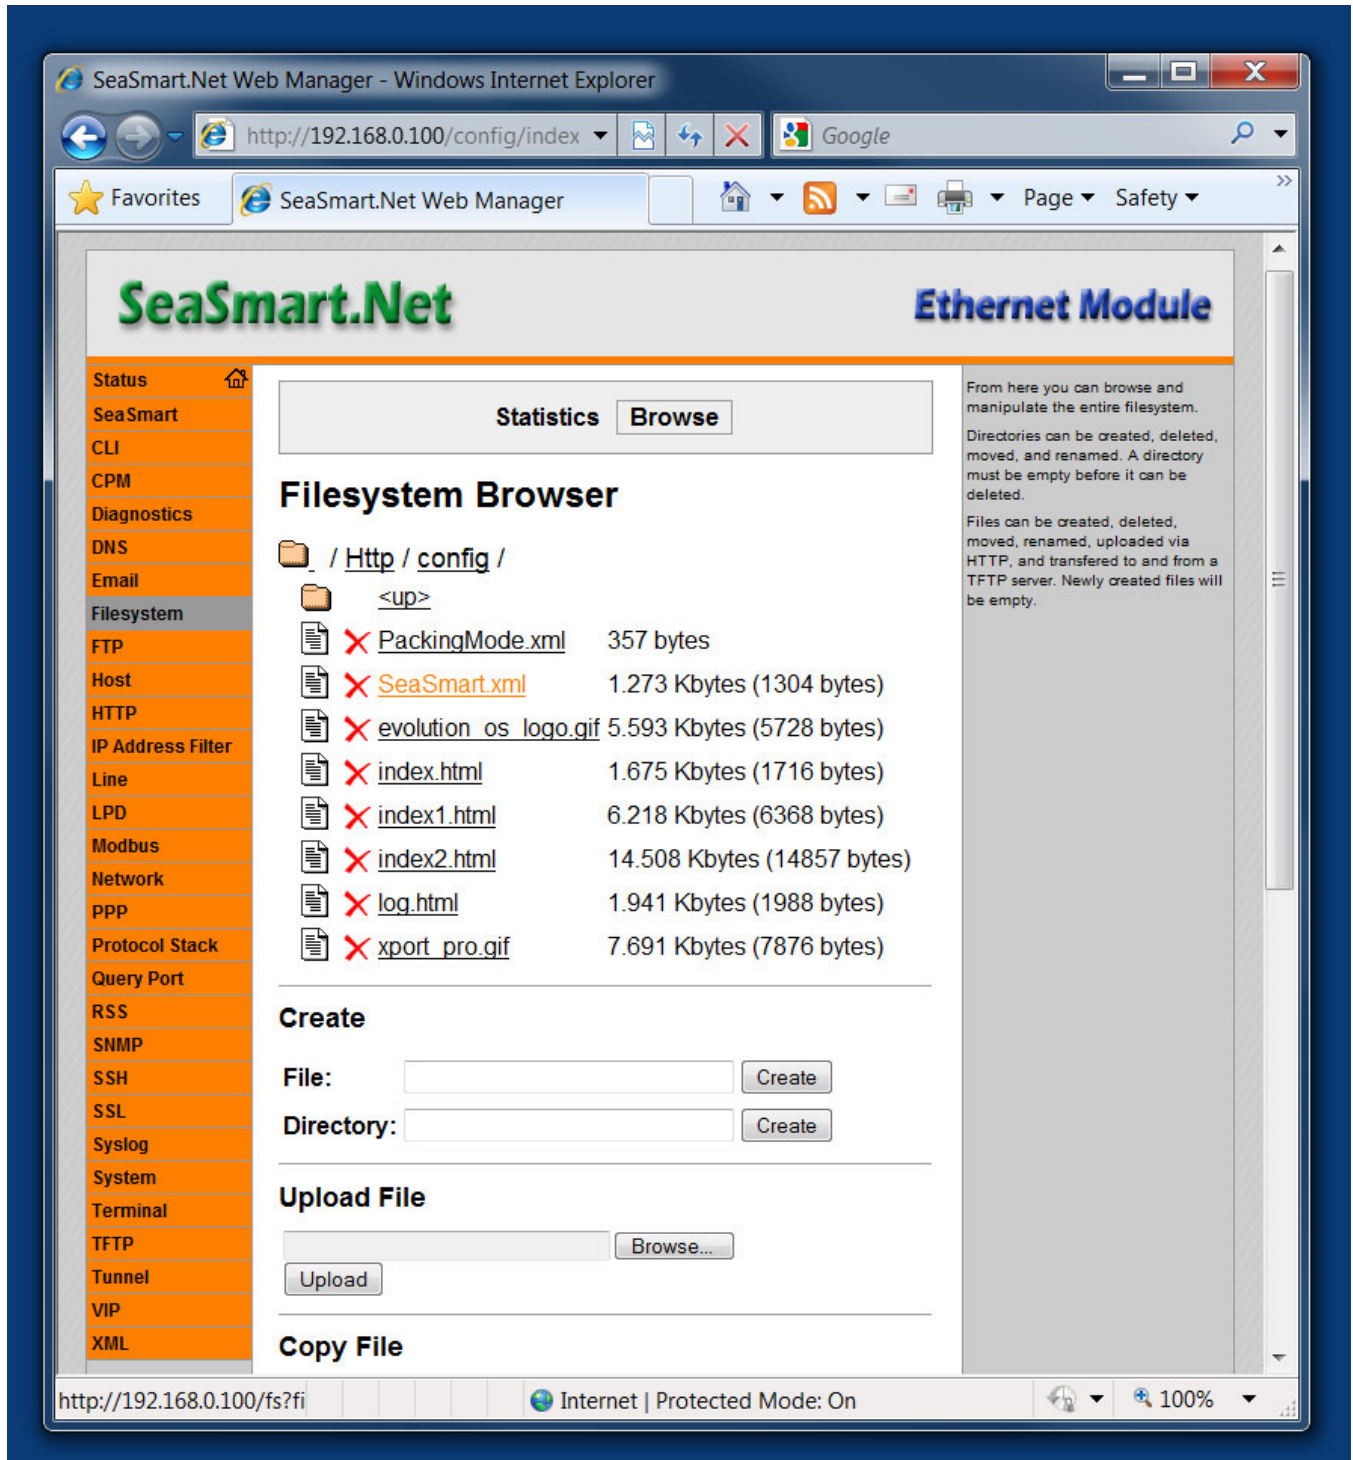 SeaSmart.Net Web Manager - Windows Internet Explorer
X
http://192.168.0.100/config/index
Google
Favorites
SeaSmart.Net Web Manager
Page
Safety
SeaSmart.Net
Ethernet Module
Status
SeaSmart
CLI
CPM
Diagnostics
DNS
Email
Filesystem
FTP
Host
HTTP
IP Address Filter
Line
LPD
Modbus
Network
PPP
Protocol Stack
Query Port
RSS
SNMP
SSH
SSL
Syslog
System
Terminal
TFTP
Tunnel
VIP
XML
Statistics Browse
Filesystem Browser
/ Http / config /
<up>
PackingMode.xml 357 bytes
SeaSmart.xml 1.273 Kbytes (1304 bytes)
evolution_os_logo.gif 5.593 Kbytes (5728 bytes)
index.html 1.675 Kbytes (1716 bytes)
index1.html 6.218 Kbytes (6368 bytes)
index2.html 14.508 Kbytes (14857 bytes)
log.html 1.941 Kbytes (1988 bytes)
xport_pro.gif 7.691 Kbytes (7876 bytes)
Create
File: Create
Directory: Create
Upload File
Browse...
Upload
Copy File
From here you can browse and
manipulate the entire filesystem.
Directories can be created, deleted,
moved, and renamed. A directory
must be empty before it can be
deleted.
Files can be created, deleted,
moved, renamed, uploaded via
HTTP, and transfered to and from a
TFTP server. Newly created files will
be empty.
http://192.168.0.100/fs?fi
Internet | Protected Mode: On
100%